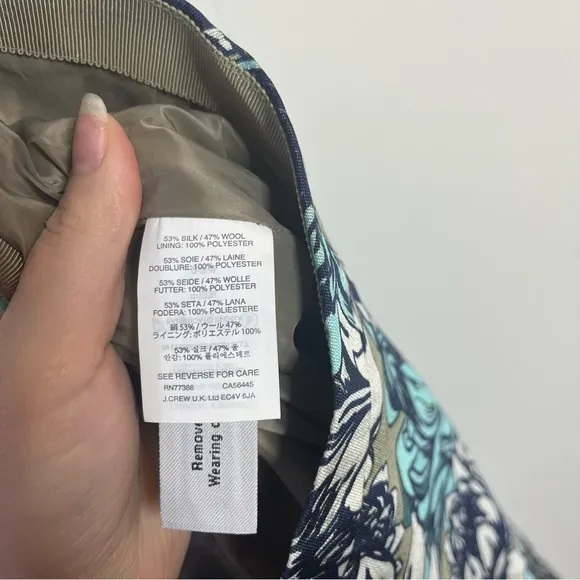 53% SILK / 47% WOOL
LINING: 100% POLYESTER
53% SOIE / 47% LAINE
DOUBLURE: 100% POLYESTER
53% SEIDE / 47% WOLLE
FUTTER: 100% POLYESTER
53% SETA / 47% LANA
FODERA: 100% POLIESTERE
絹 53% / ウール 47%
ライニング: ポリエステル 100%
53% 실크 / 47% 울
안감: 100% 폴리에스테르
SEE REVERSE FOR CARE
RN77388 CA56445
J.CREW U.K. Ltd EC4V 6JA
Remove
Wearing